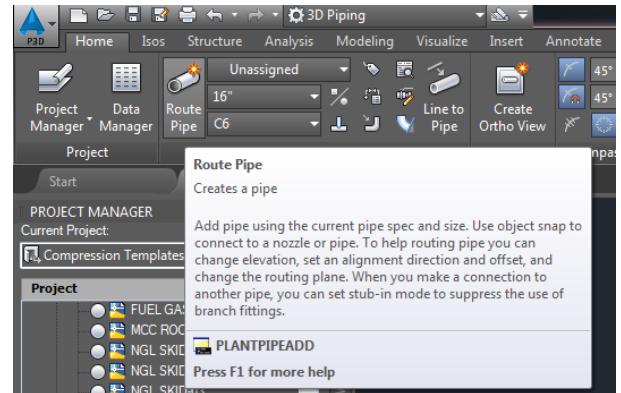 3D Piping
P3D
Home Isos Structure Analysis Modeling Visualize Insert Annotate
Project Manager
Data Manager
Route Pipe
Unassigned
16"
C6
Line to Pipe
Create Ortho View
45°
45°
Project
Start
PROJECT MANAGER
Current Project:
Compression Templates
Project
FUEL GA
MCC ROO
NGL SKID
NGL SKID
NGL SKID
Route Pipe
Creates a pipe
Add pipe using the current pipe spec and size. Use object snap to
connect to a nozzle or pipe. To help routing pipe you can
change elevation, set an alignment direction and offset, and
change the routing plane. When you make a connection to
another pipe, you can set stub-in mode to suppress the use of
branch fittings.
PLANTPIPEADD
Press F1 for more help